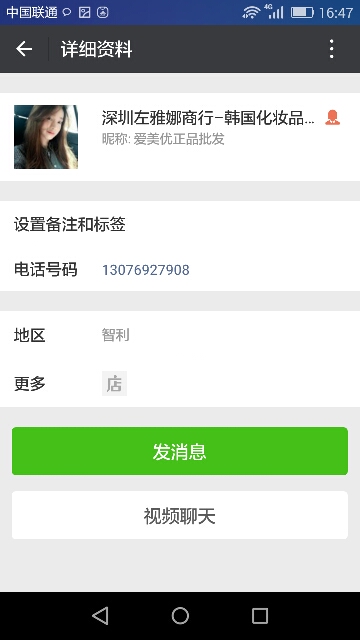 中国联通 4G 16:47
详细资料
深圳左雅娜商行-韩国化妆品...
昵称: 爱美优正品批发
设置备注和标签
电话号码 13076927908
地区 智利
更多 店
发消息
视频聊天